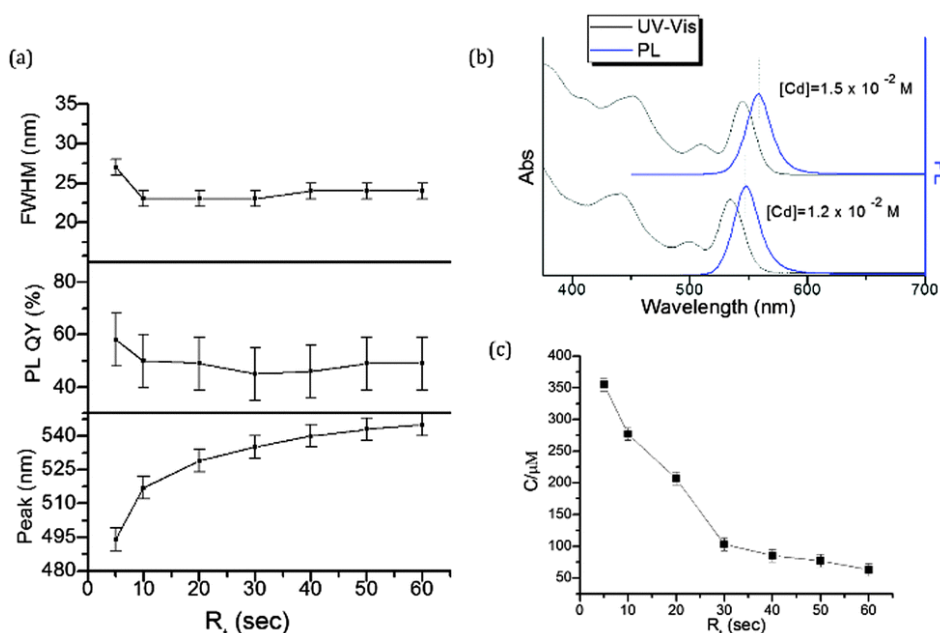 (a)
35
30
25
20
FWHM (nm)
80
60
40
PL QY (%)
540
525
510
495
480
Peak (nm)
0 10 20 30 40 50 60
(sec)
(b)
UV-Vis
PL
[Cd]=1.5 x 10 -2 M
[Cd]=1.2 x 10 -2 M
Abs
400 500 600 700
Wavelength (nm)
(c)
400
350
300
250
200
150
100
50
C/μM
0 10 20 30 40 50 60
(sec)